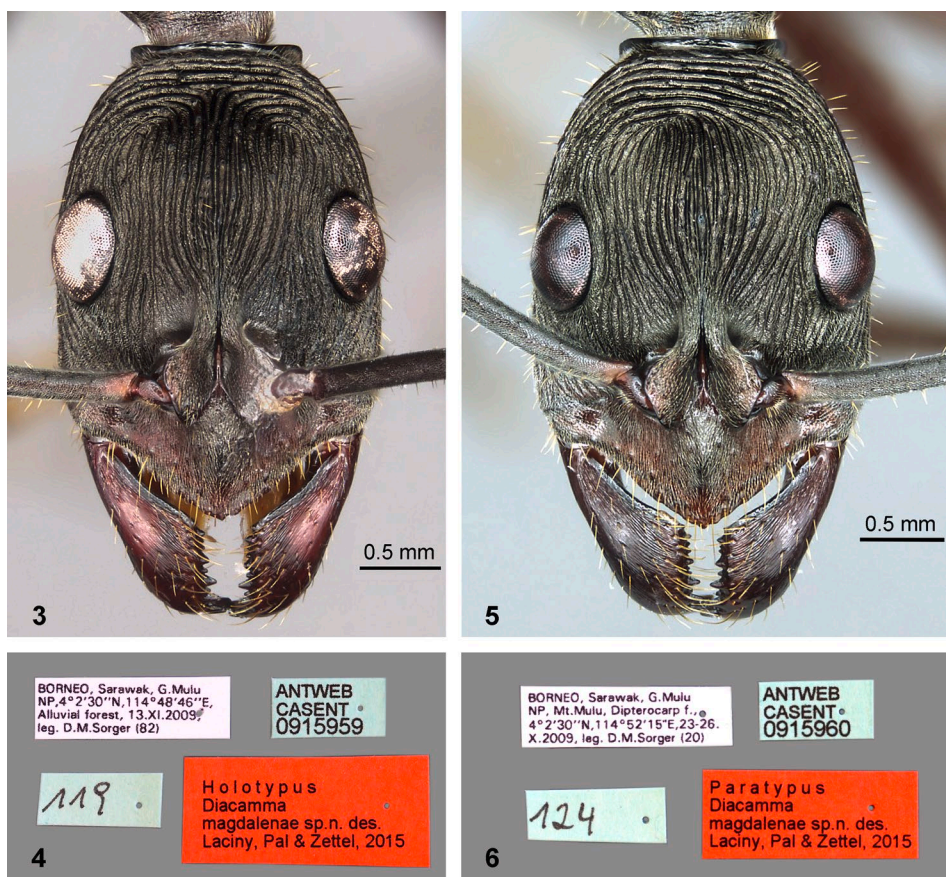 0.5 mm
3
0.5 mm
5
BORNEO, Sarawak, G.Mulu
NP,4°2'30''N,114°48'46''E,
Alluvial forest, 13.XI.2009,
leg. D.M.Sorger (82)
ANTWEB
CASENT
0915959
119
Holotypus
Diacamma
magdalenae sp.n. des.
Laciny, Pal & Zettel, 2015
4
BORNEO, Sarawak, G.Mulu
NP, Mt.Mulu, Dipterocarp f.,
4°2'30''N,114°52'15''E,23-26.
X.2009, leg. D.M.Sorger (20)
ANTWEB
CASENT
0915960
124
Paratypus
Diacamma
magdalenae sp.n. des.
Laciny, Pal & Zettel, 2015
6